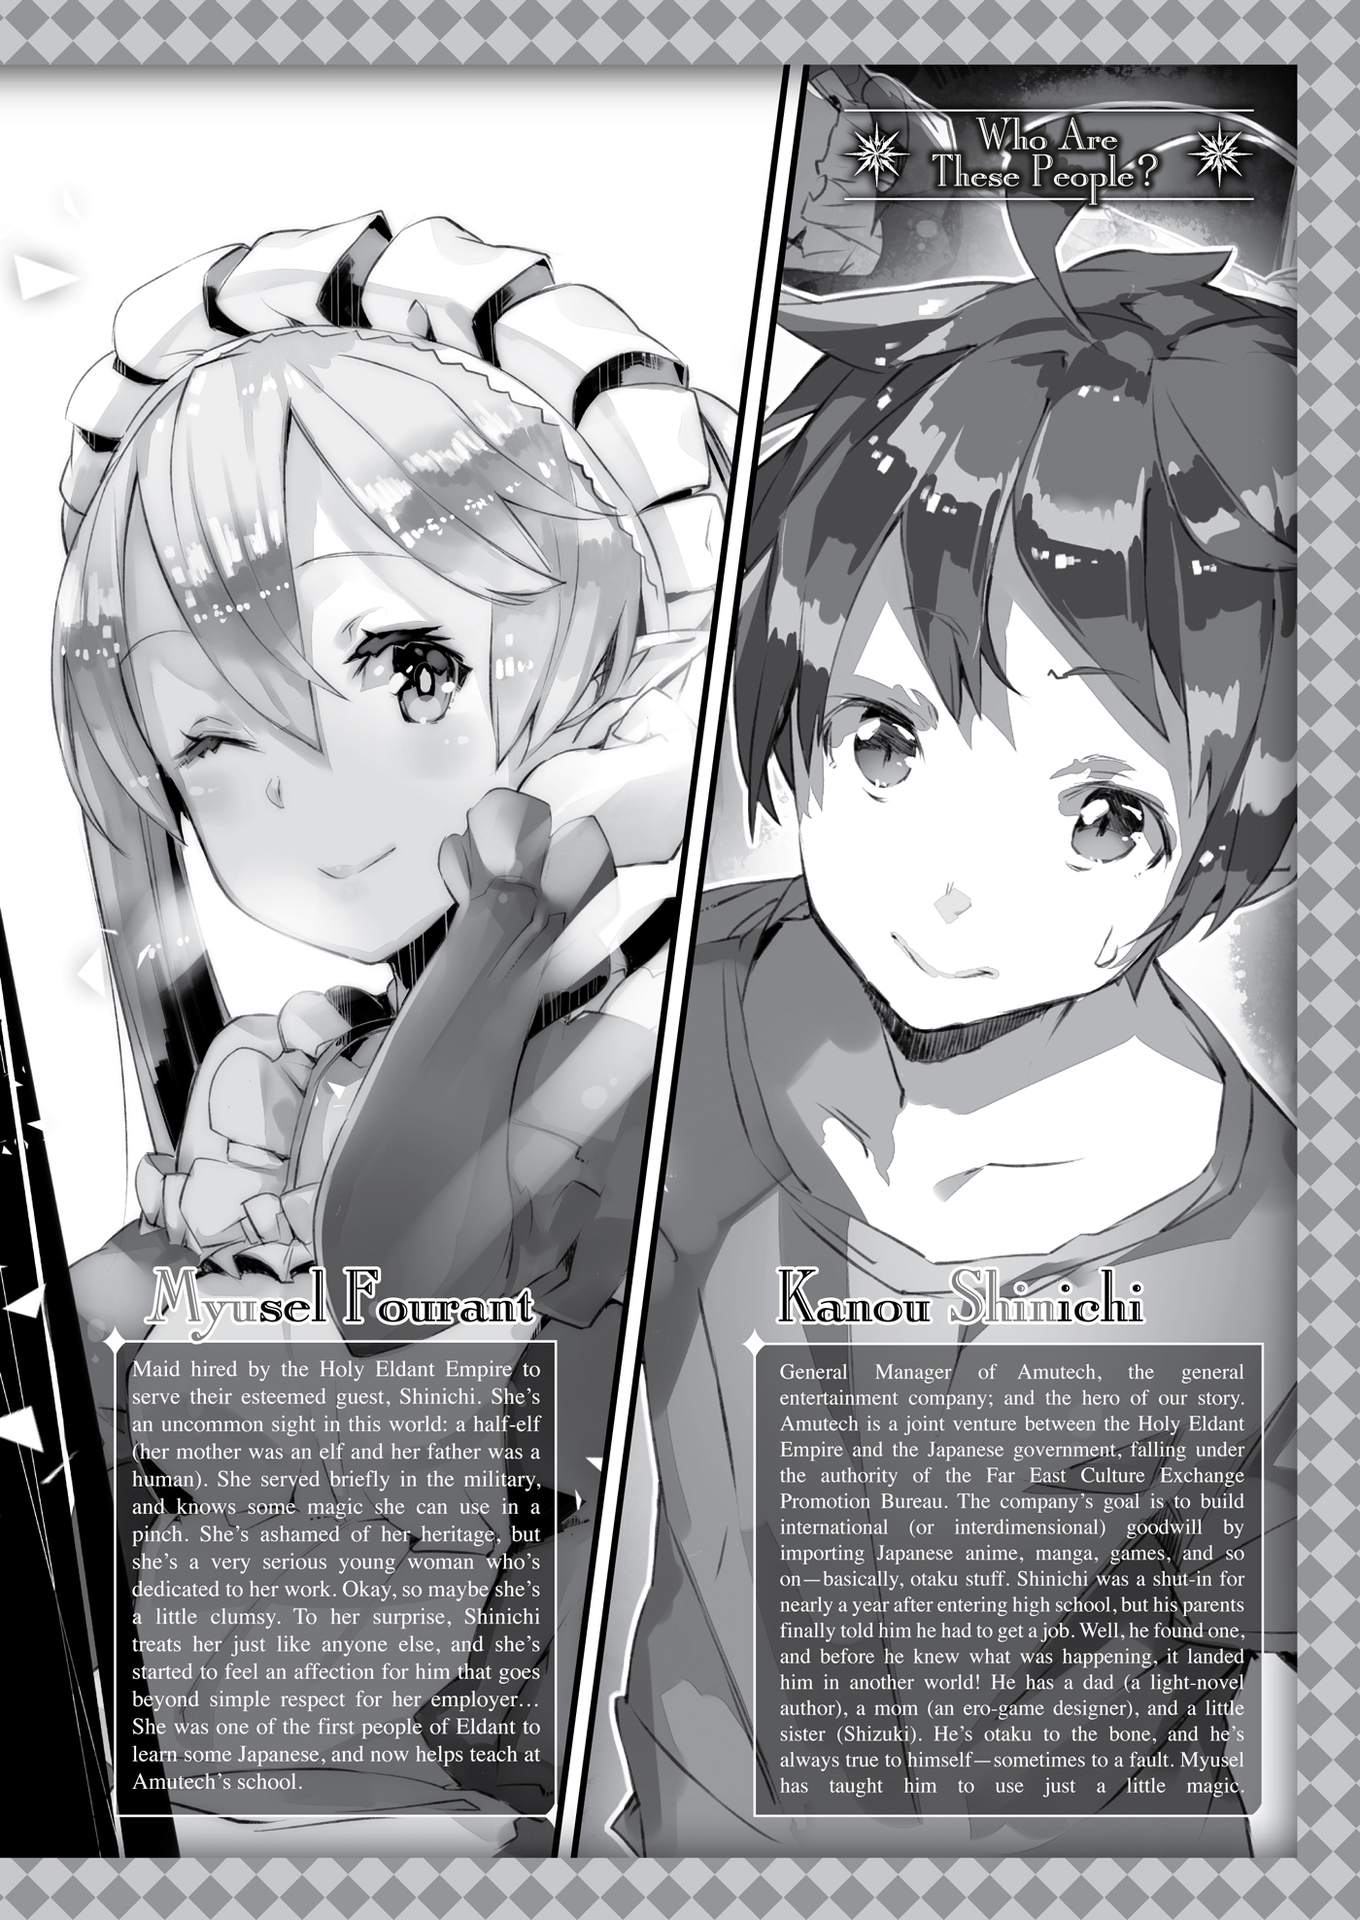 Who Are
These People?
Myusel Fourant
Maid hired by the Holy Eldant Empire to
serve their esteemed guest, Shinichi. She's
an uncommon sight in this world: a half-elf
(her mother was an elf and her father was a
human). She served briefly in the military,
and knows some magic she can use in a
pinch. She's ashamed of her heritage, but
she's a very serious young woman who's
dedicated to her work. Okay, so maybe she's
a little clumsy. To her surprise, Shinichi
treats her just like anyone else, and she's
started to feel an affection for him that goes
beyond simple respect for her employer…
She was one of the first people of Eldant to
learn some Japanese, and now helps teach at
Amutech's school.
Kanou Shinichi
General Manager of Amutech, the general
entertainment company; and the hero of our story.
Amutech is a joint venture between the Holy Eldant
Empire and the Japanese government, falling under
the authority of the Far East Culture Exchange
Promotion Bureau. The company's goal is to build
international (or interdimensional) goodwill by
importing Japanese anime, manga, games, and so
on—basically, otaku stuff. Shinichi was a shut-in for
nearly a year after entering high school, but his parents
finally told him he had to get a job. Well, he found one,
and before he knew what was happening, it landed
him in another world! He has a dad (a light-novel
author), a mom (an ero-game designer), and a little
sister (Shizuki). He's otaku to the bone, and he's
always true to himself—sometimes to a fault. Myusel
has taught him to use just a little magic.